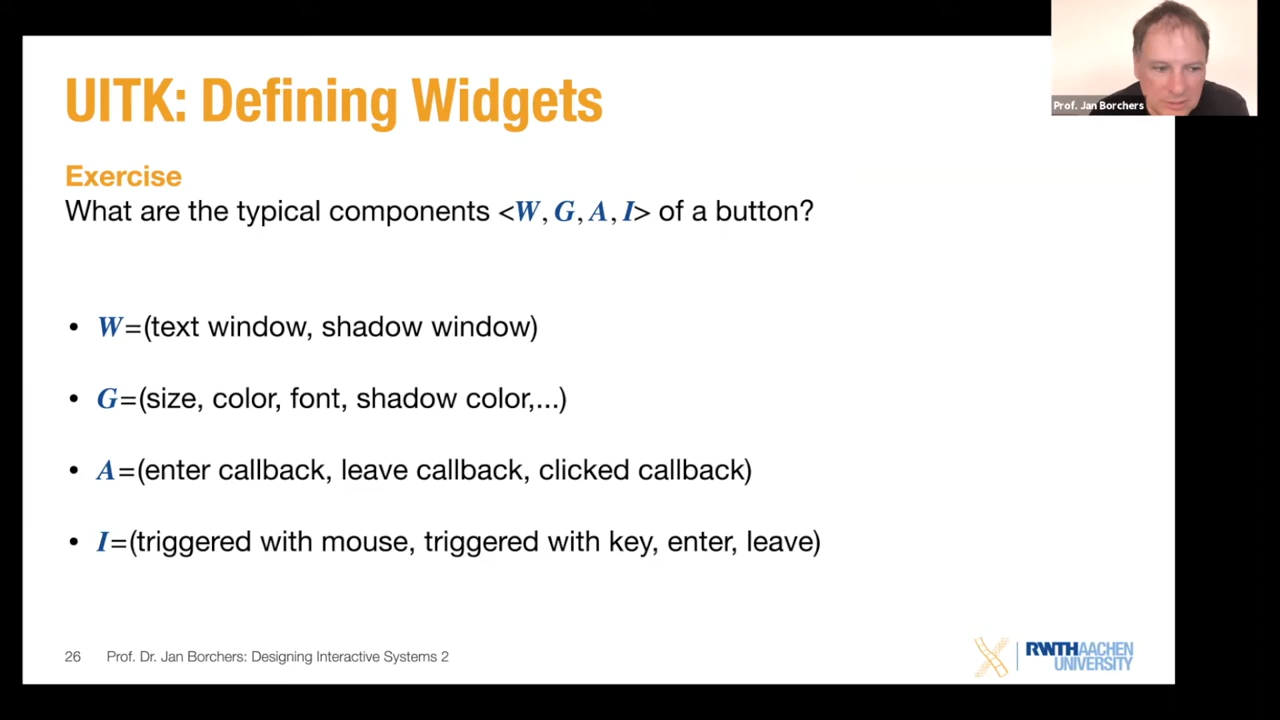 UITK: Defining Widgets
Prof. Jan Borchers
Exercise
What are the typical components <W, G, A, I> of a button?
• W=(text window, shadow window)
• G=(size, color, font, shadow color,...)
• A=(enter callback, leave callback, clicked callback)
• I=(triggered with mouse, triggered with key, enter, leave)
26 Prof. Dr. Jan Borchers: Designing Interactive Systems 2
RWTHAACHEN
UNIVERSITY